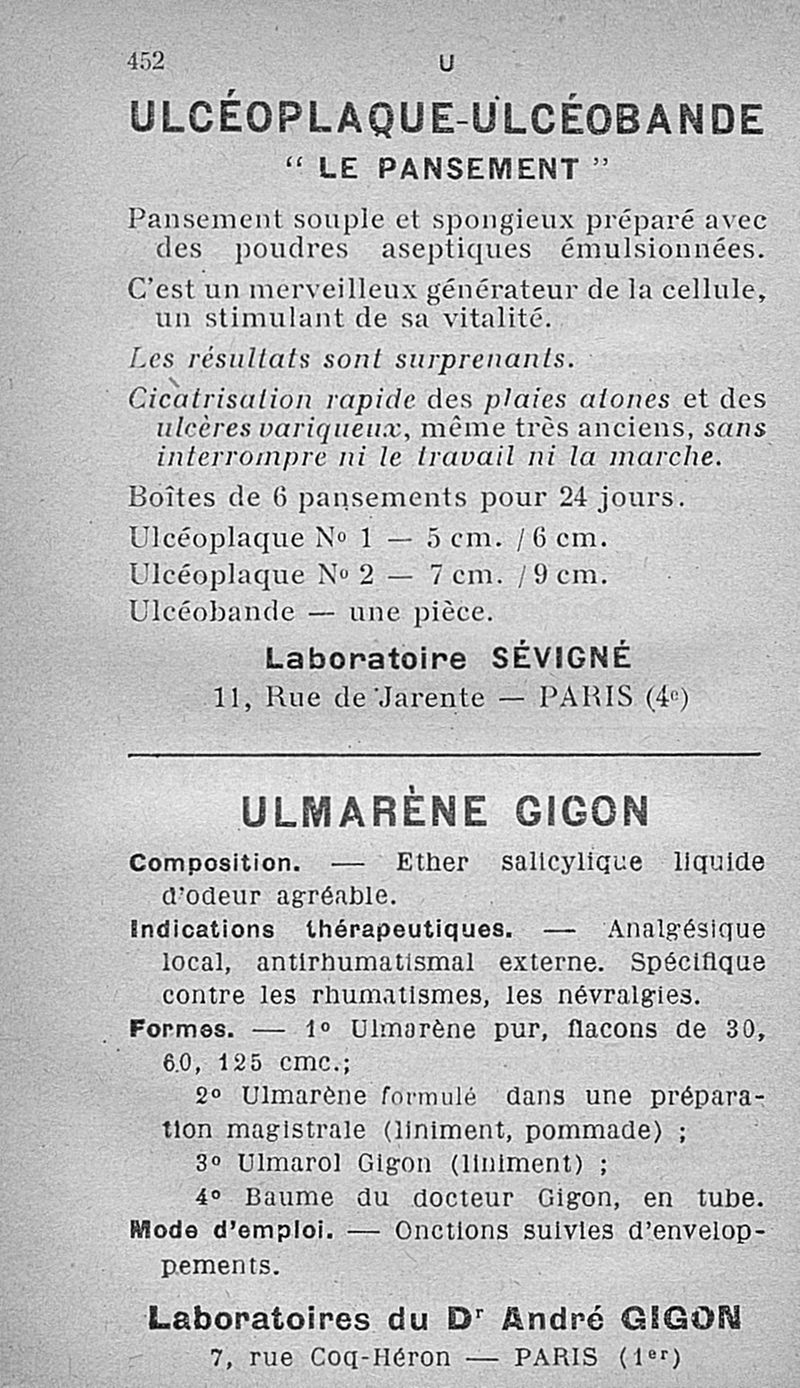 452
U
ULCÉOPLAQUE-ULCÉOBANDE
“ LE PANSEMENT ”
Pansement souple et spongieux préparé avec
des poudres aseptiques émulsionnées.
C’est un merveilleux générateur de la cellule,
un stimulant de sa vitalité.
Les résultats sont surprenants.
Cicatrisation rapide des plaies atones et des
ulcères variqueux, même très anciens, sans
interrompre ni le travail ni la marche.
Boîtes de 6 pansements pour 24 jours.
Ulcéoplaque Nº 1 — 5 cm. / 6 cm.
Ulcéoplaque Nº 2 — 7 cm. / 9 cm.
Ulcéobande — une pièce.
Laboratoire SÉVIGNÉ
11, Rue de Jarente — PARIS (4e)
ULMARÈNE GIGON
Composition. — Ether salicylique liquide
d’odeur agréable.
Indications thérapeutiques. — Analgésique
local, antirhumatismal externe. Spécifique
contre les rhumatismes, les névralgies.
Formes. — 1º Ulmarène pur, flacons de 30,
60, 125 cmc.;
2º Ulmarène formulé dans une prépara-
tion magistrale (liniment, pommade) ;
3º Ulmarol Gigon (liniment) ;
4º Baume du docteur Gigon, en tube.
Mode d’emploi. — Onctions suivies d’envelop-
pements.
Laboratoires du Dr André GIGON
7, rue Coq-Héron — PARIS (1er)